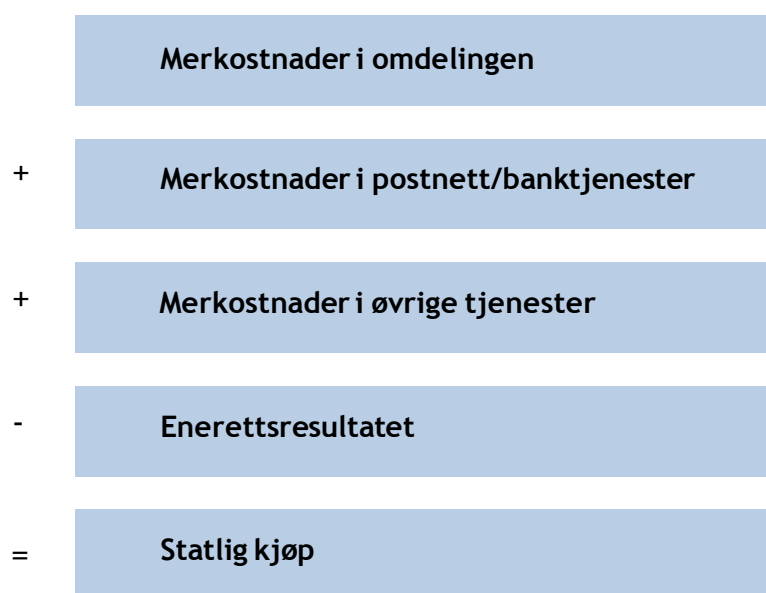 Merkostnader i omdelingen
+ Merkostnader i postnett/banktjenester
+ Merkostnader i øvrige tjenester
- Enerettsresultatet
= Statlig kjøp